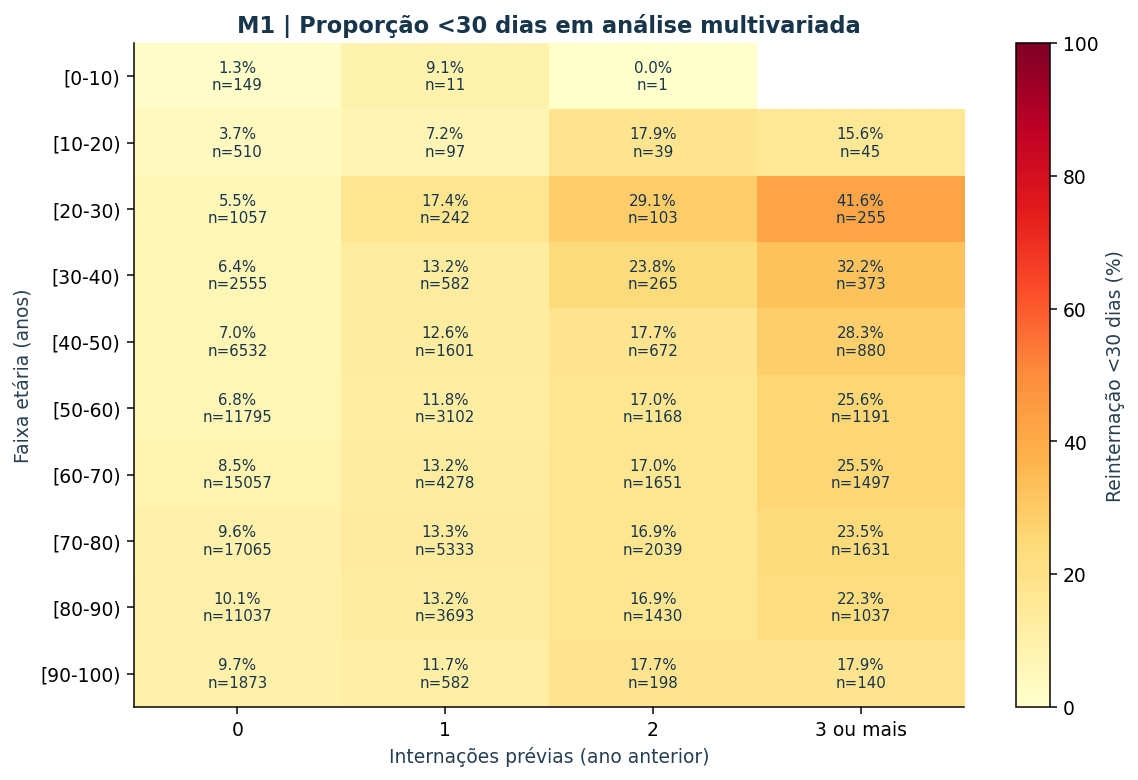 M1 | Proporção <30 dias em análise multivariada
[0-10)
1.3%
n=149
9.1%
n=11
0.0%
n=1
[10-20)
3.7%
n=510
7.2%
n=97
17.9%
n=39
15.6%
n=45
[20-30)
5.5%
n=1057
17.4%
n=242
29.1%
n=103
41.6%
n=255
[30-40)
6.4%
n=2555
13.2%
n=582
23.8%
n=265
32.2%
n=373
[40-50)
7.0%
n=6532
12.6%
n=1601
17.7%
n=672
28.3%
n=880
[50-60)
6.8%
n=11795
11.8%
n=3102
17.0%
n=1168
25.6%
n=1191
[60-70)
8.5%
n=15057
13.2%
n=4278
17.0%
n=1651
25.5%
n=1497
[70-80)
9.6%
n=17065
13.3%
n=5333
16.9%
n=2039
23.5%
n=1631
[80-90)
10.1%
n=11037
13.2%
n=3693
16.9%
n=1430
22.3%
n=1037
[90-100)
9.7%
n=1873
11.7%
n=582
17.7%
n=198
17.9%
n=140
0
1
2
3 ou mais
Internações prévias (ano anterior)
Faixa etária (anos)
100
80
60
40
20
0
Reinternação <30 dias (%)